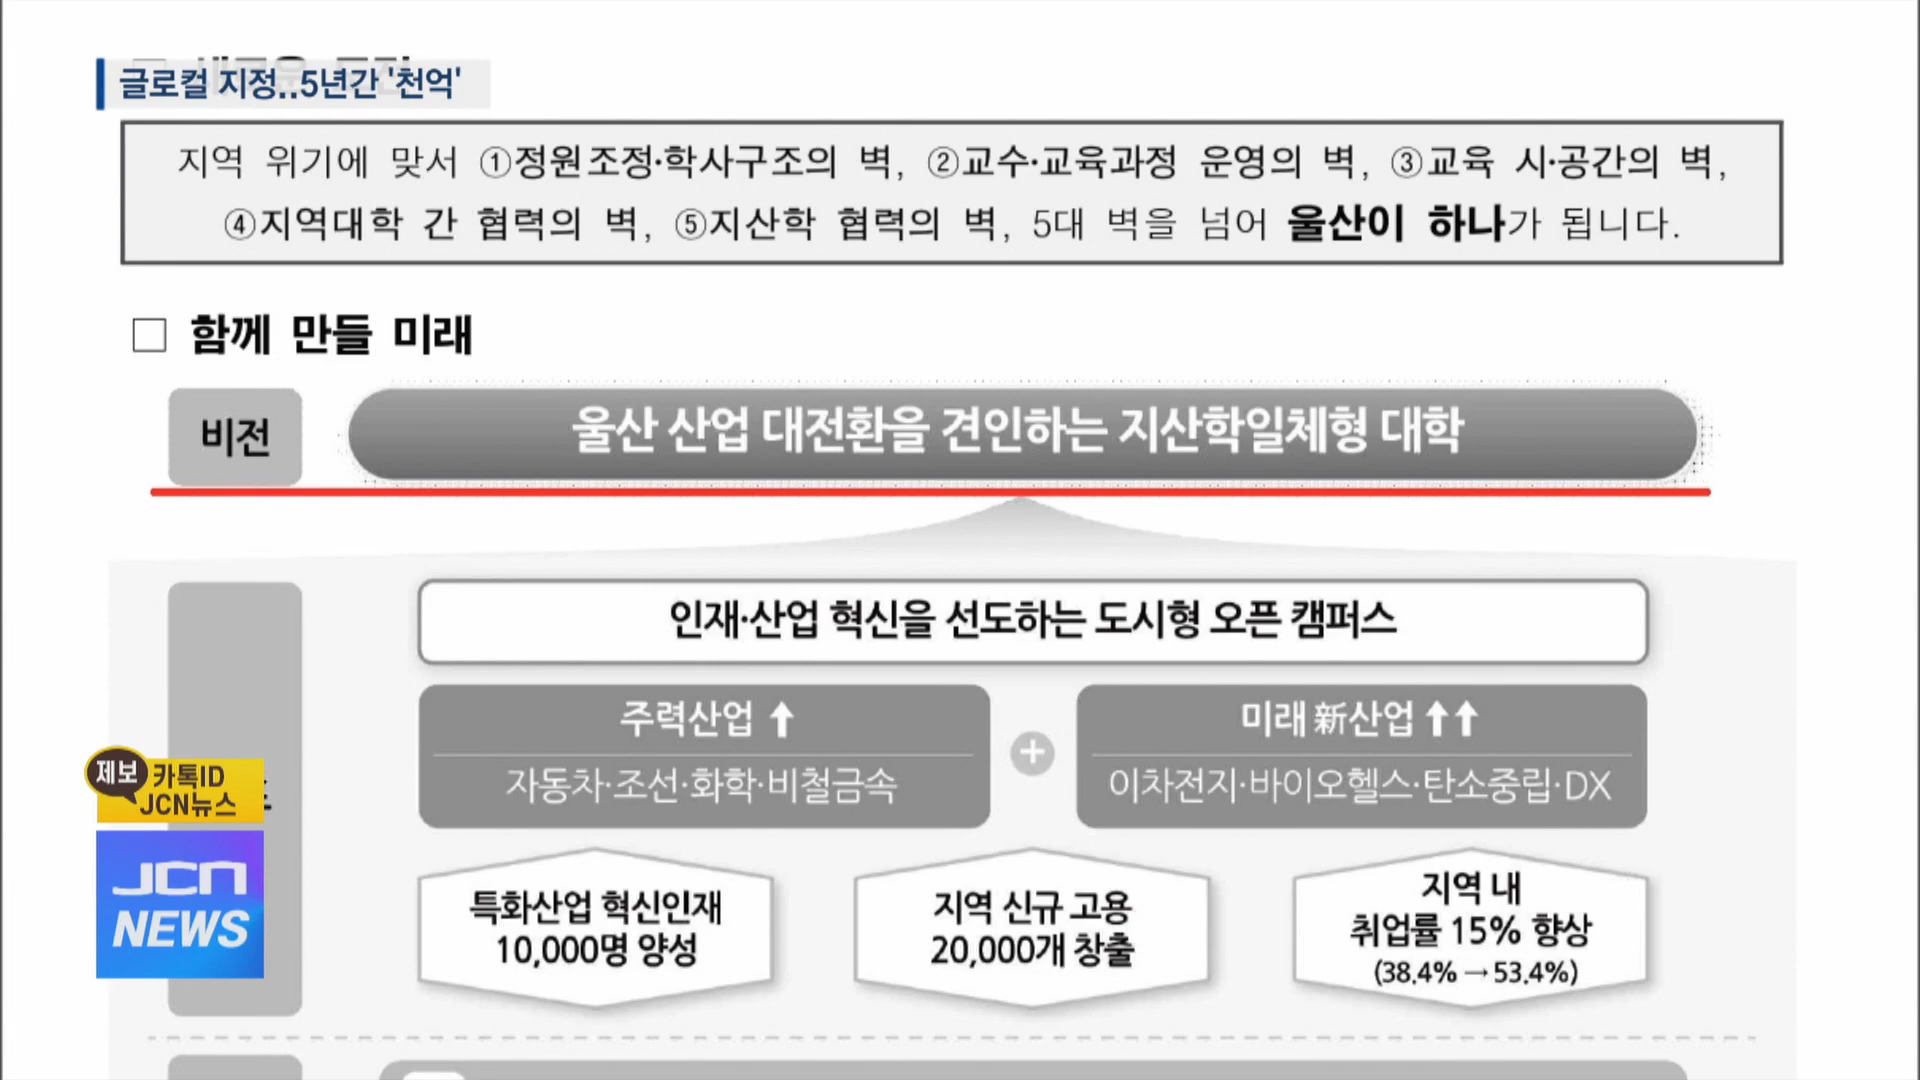 글로컬 지정..5년간 '천억'
지역 위기에 맞서 ①정원조정·학사구조의 벽, ②교수·교육과정 운영의 벽, ③교육 시·공간의 벽,
④지역대학 간 협력의 벽, ⑤지산학 협력의 벽, 5대 벽을 넘어 울산이 하나가 됩니다.
□ 함께 만들 미래
비전
울산 산업 대전환을 견인하는 지산학일체형 대학
인재·산업 혁신을 선도하는 도시형 오픈 캠퍼스
주력산업 ↑
자동차·조선·화학·비철금속
+
미래 新산업 ↑↑
이차전지·바이오헬스·탄소중립·DX
특화산업 혁신인재
10,000명 양성
지역 신규 고용
20,000개 창출
지역 내
취업률 15% 향상
(38.4% → 53.4%)
제보 카톡ID
JCN뉴스
JCN
NEWS